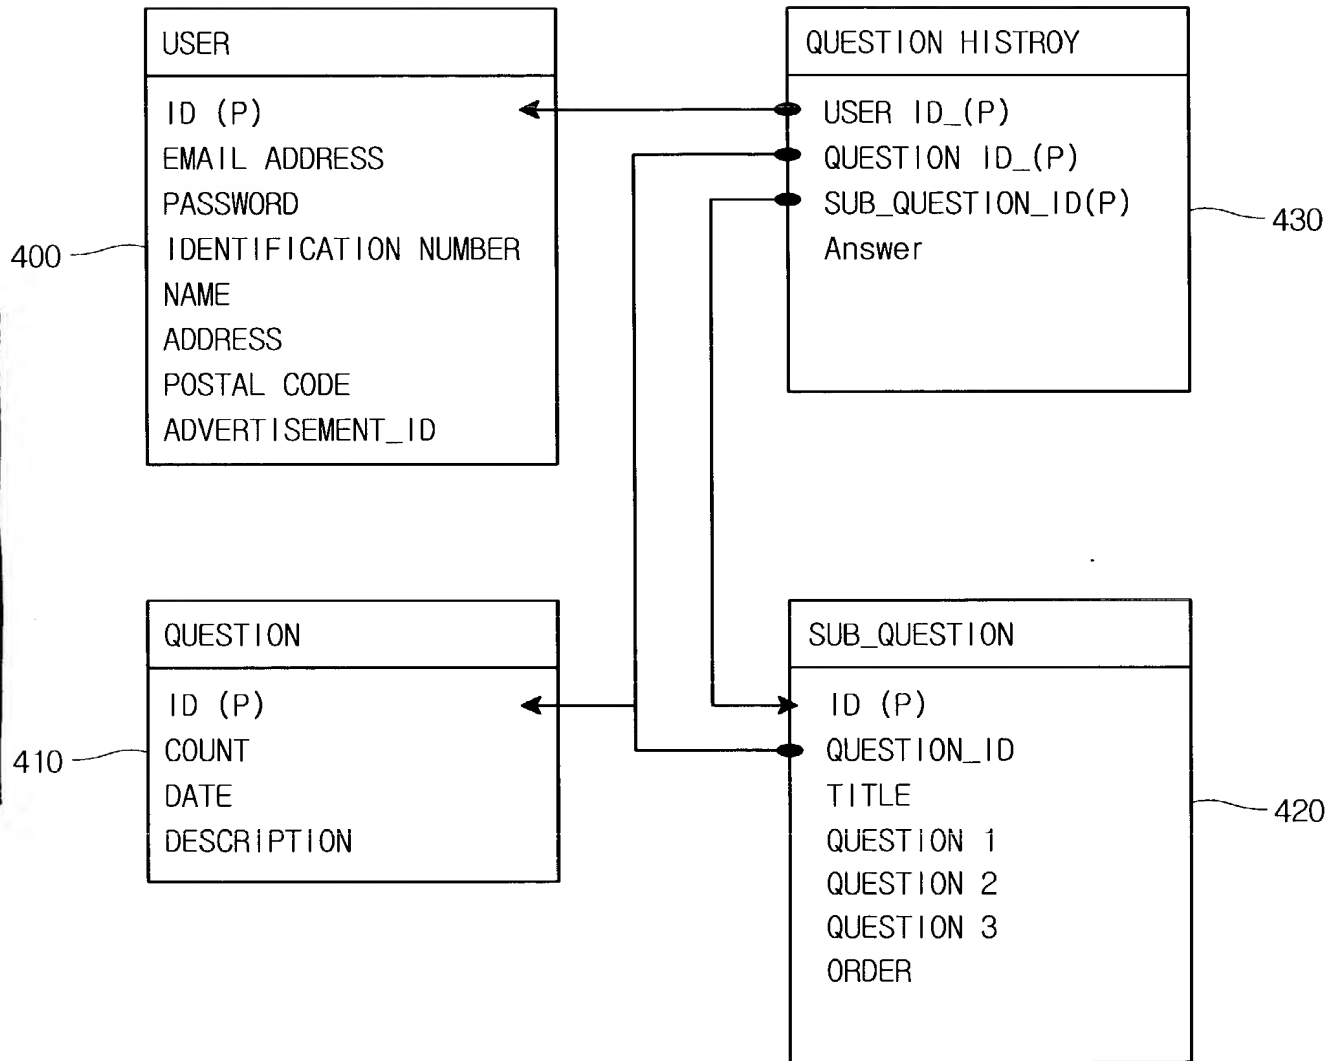 USER
ID (P)
EMAIL ADDRESS
PASSWORD
IDENTIFICATION NUMBER
NAME
ADDRESS
POSTAL CODE
ADVERTISEMENT_ID
400
QUESTION HISTROY
USER ID_(P)
QUESTION ID_(P)
SUB_QUESTION_ID(P)
Answer
430
QUESTION
ID (P)
COUNT
DATE
DESCRIPTION
410
SUB_QUESTION
ID (P)
QUESTION_ID
TITLE
QUESTION 1
QUESTION 2
QUESTION 3
ORDER
420